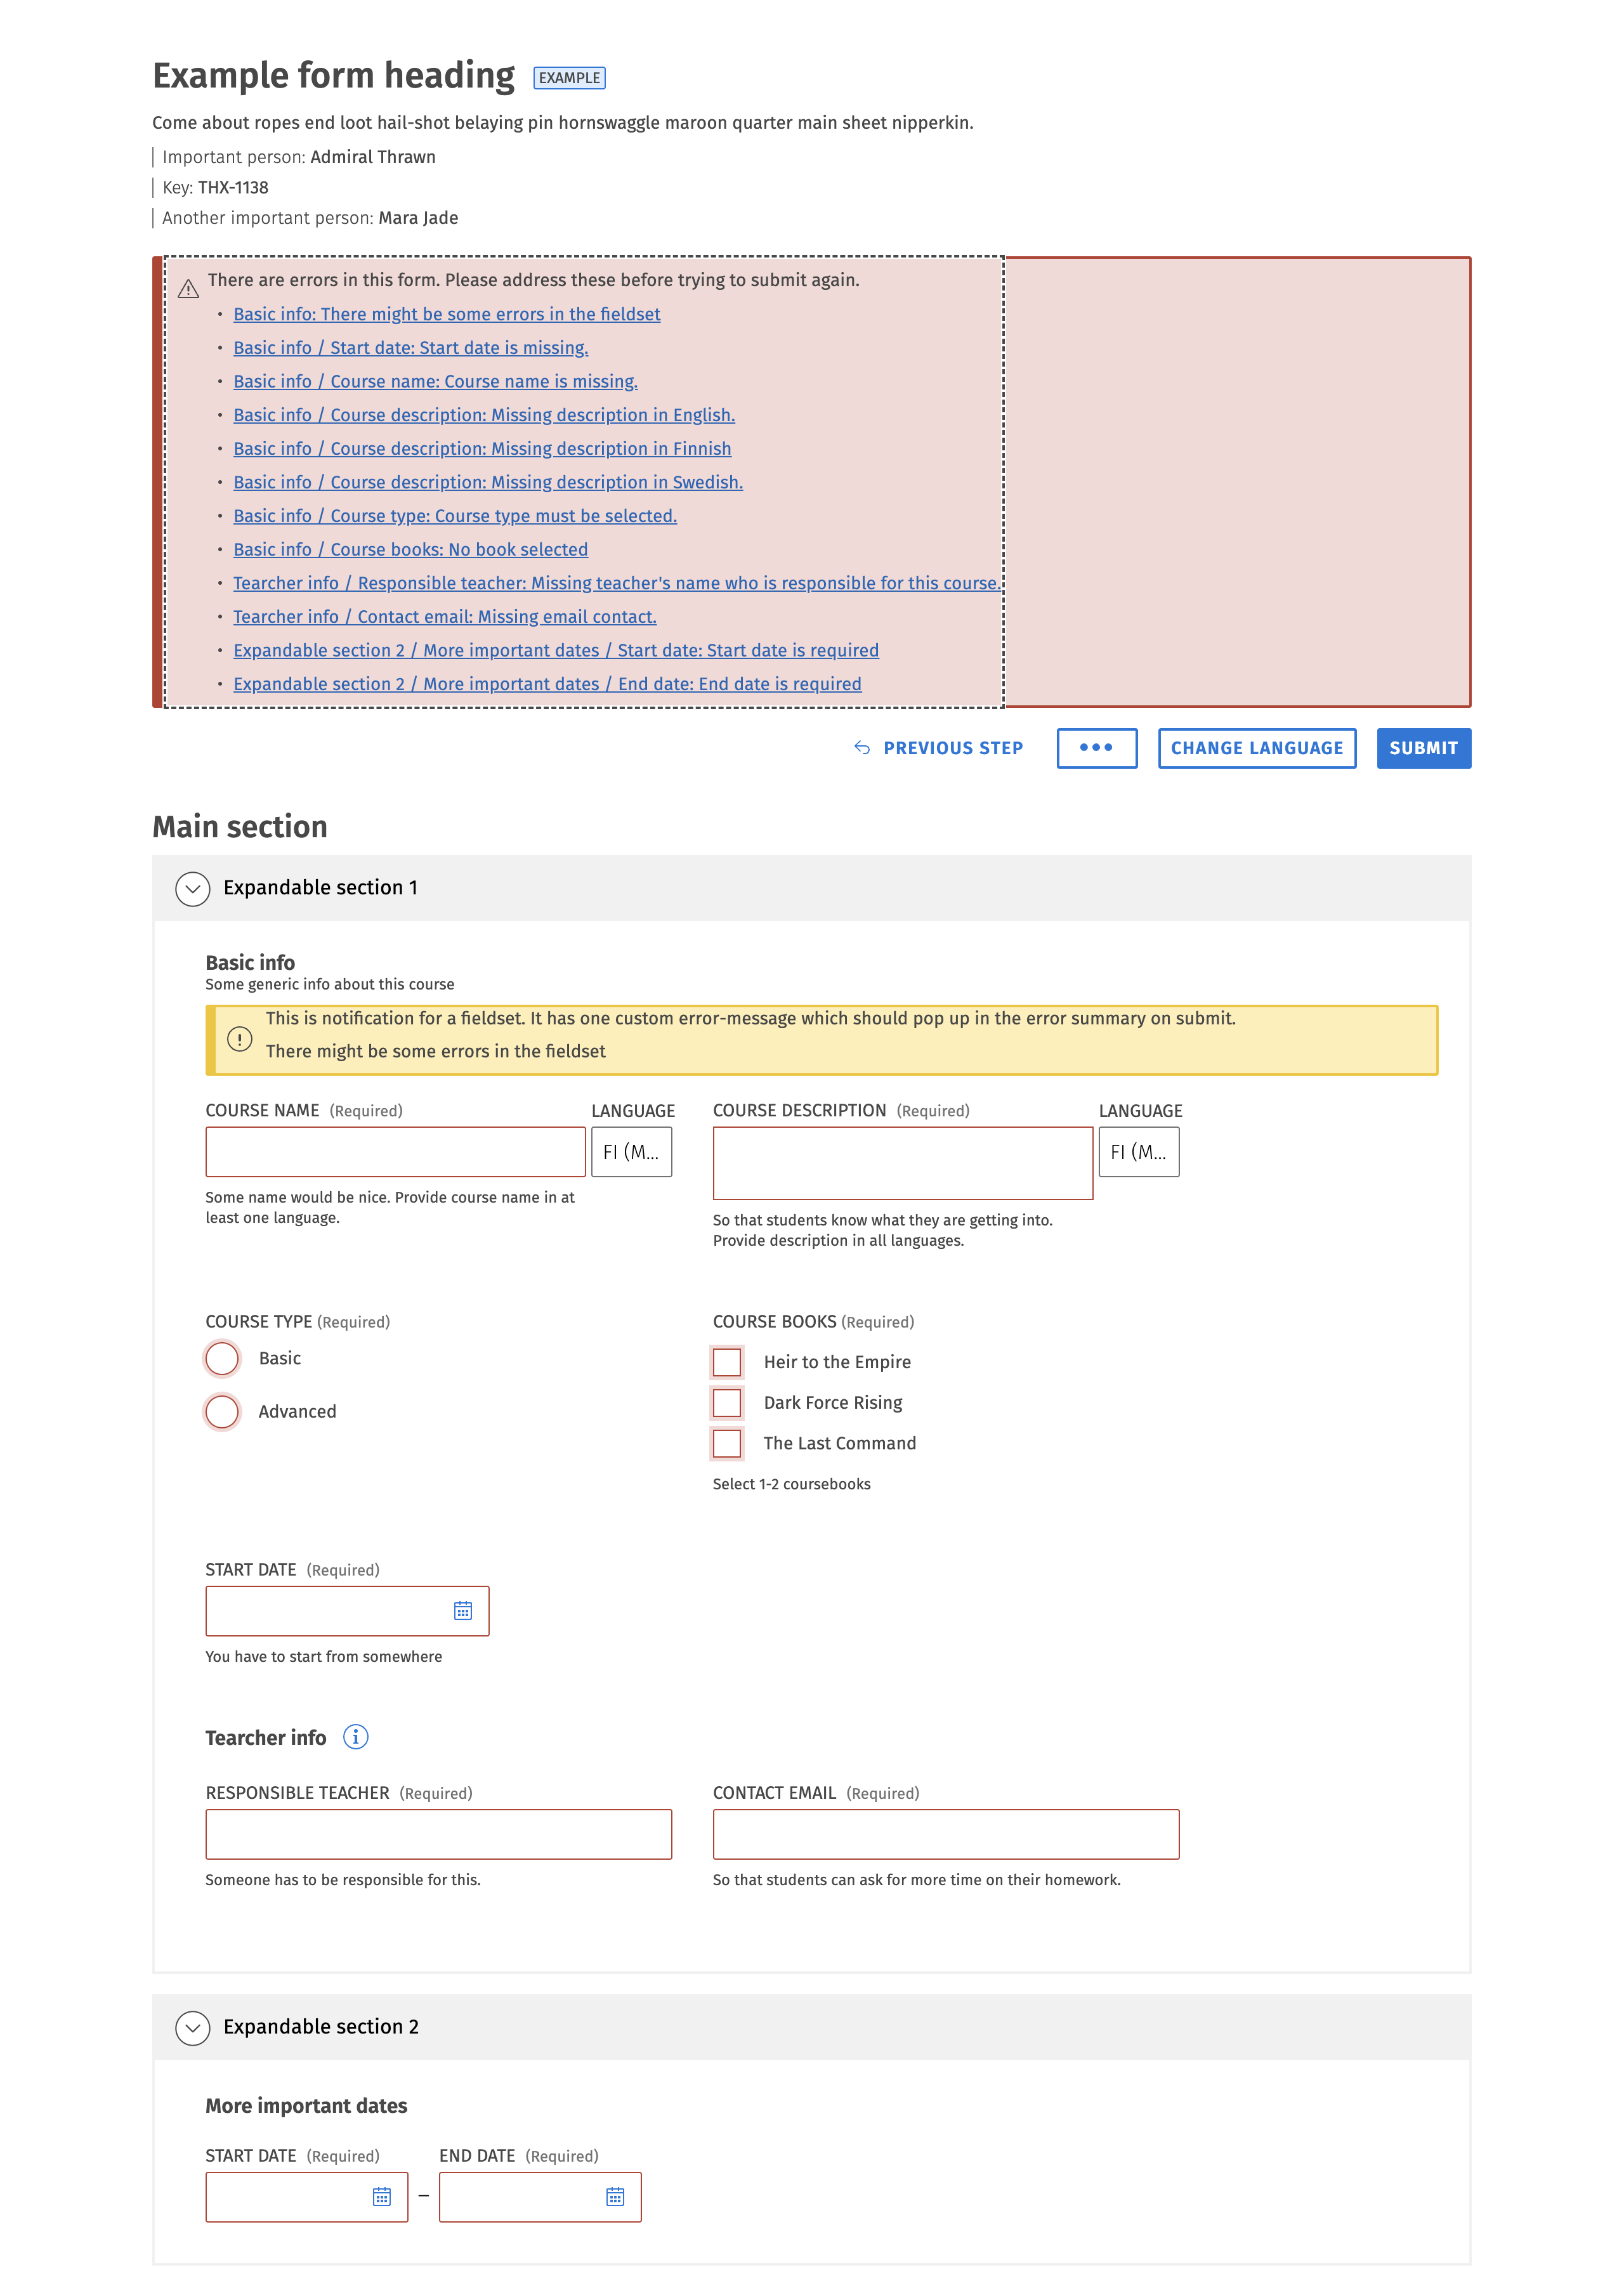 Example form heading EXAMPLE
Come about ropes end loot hail-shot belaying pin hornswaggle maroon quarter main sheet nipperkin.
Important person: Admiral Thrawn
Key: THX-1138
Another important person: Mara Jade
There are errors in this form. Please address these before trying to submit again.
• Basic info: There might be some errors in the fieldset
• Basic info / Start date: Start date is missing.
• Basic info / Course name: Course name is missing.
• Basic info / Course description: Missing description in English.
• Basic info / Course description: Missing description in Finnish
• Basic info / Course description: Missing description in Swedish.
• Basic info / Course type: Course type must be selected.
• Basic info / Course books: No book selected
• Tearcher info / Responsible teacher: Missing teacher's name who is responsible for this course.
• Tearcher info / Contact email: Missing email contact.
• Expandable section 2 / More important dates / Start date: Start date is required
• Expandable section 2 / More important dates / End date: End date is required
PREVIOUS STEP ••• CHANGE LANGUAGE SUBMIT
Main section
Expandable section 1
Basic info
Some generic info about this course
This is notification for a fieldset. It has one custom error-message which should pop up in the error summary on submit.
There might be some errors in the fieldset
COURSE NAME (Required) LANGUAGE COURSE DESCRIPTION (Required) LANGUAGE
FI (M... FI (M...
Some name would be nice. Provide course name in at
least one language.
So that students know what they are getting into.
Provide description in all languages.
COURSE TYPE (Required)
Basic
Advanced
COURSE BOOKS (Required)
Heir to the Empire
Dark Force Rising
The Last Command
Select 1-2 coursebooks
START DATE (Required)
You have to start from somewhere
Tearcher info
RESPONSIBLE TEACHER (Required) CONTACT EMAIL (Required)
Someone has to be responsible for this. So that students can ask for more time on their homework.
Expandable section 2
More important dates
START DATE (Required) END DATE (Required)
–